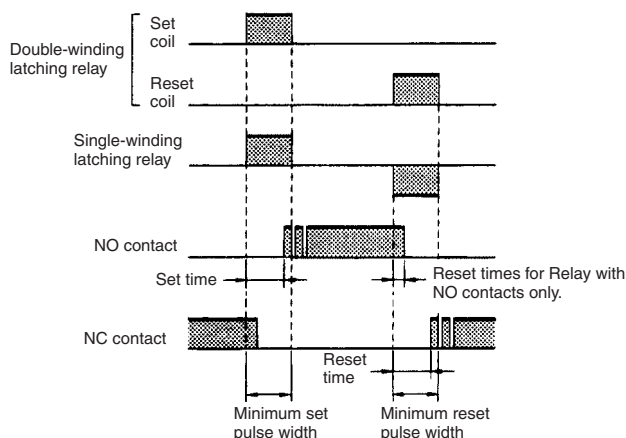 Double-winding
latching relay
Set
coil
Reset
coil
Single-winding
latching relay
NO contact
Set time
Reset times for Relay with
NO contacts only.
NC contact
Reset
time
Minimum set
pulse width
Minimum reset
pulse width